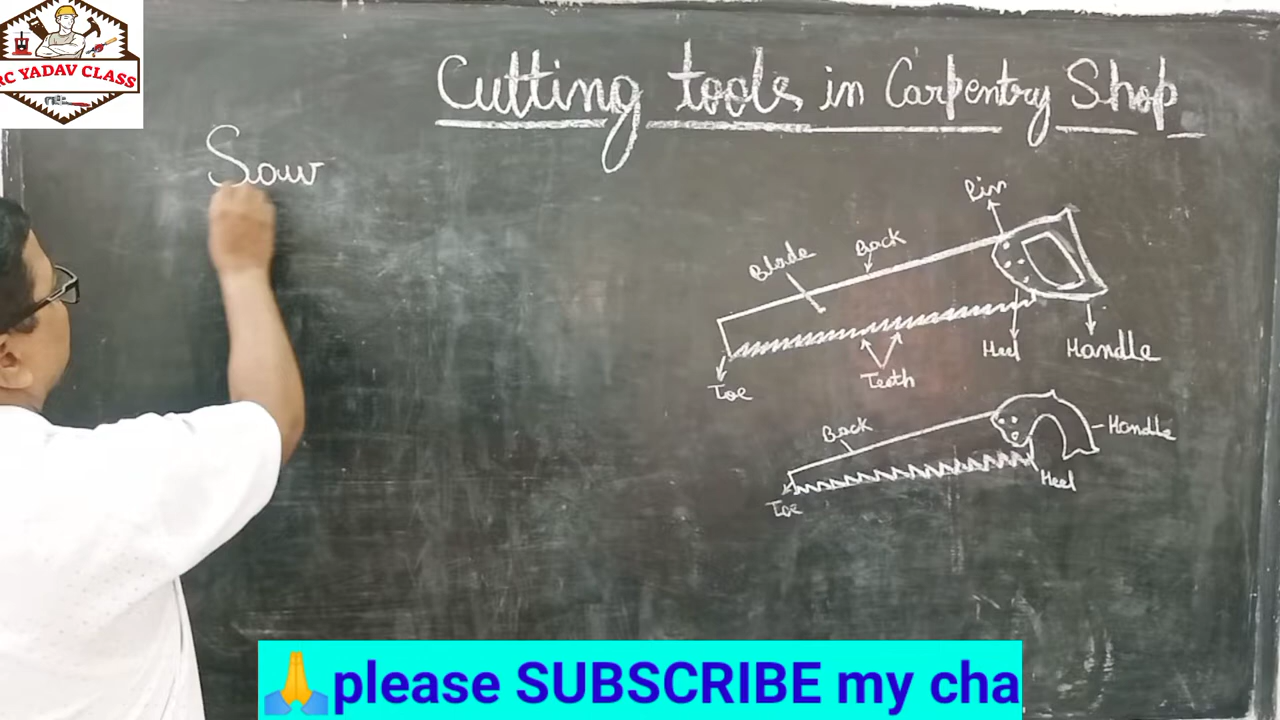 RC YADAV CLASS
Cutting tools in Carpentry Shop
Saw
Pin
Blade
Back
Toe
Teeth
Heel
Handle
Back
Handle
Heel
Toe
🙏please SUBSCRIBE my cha